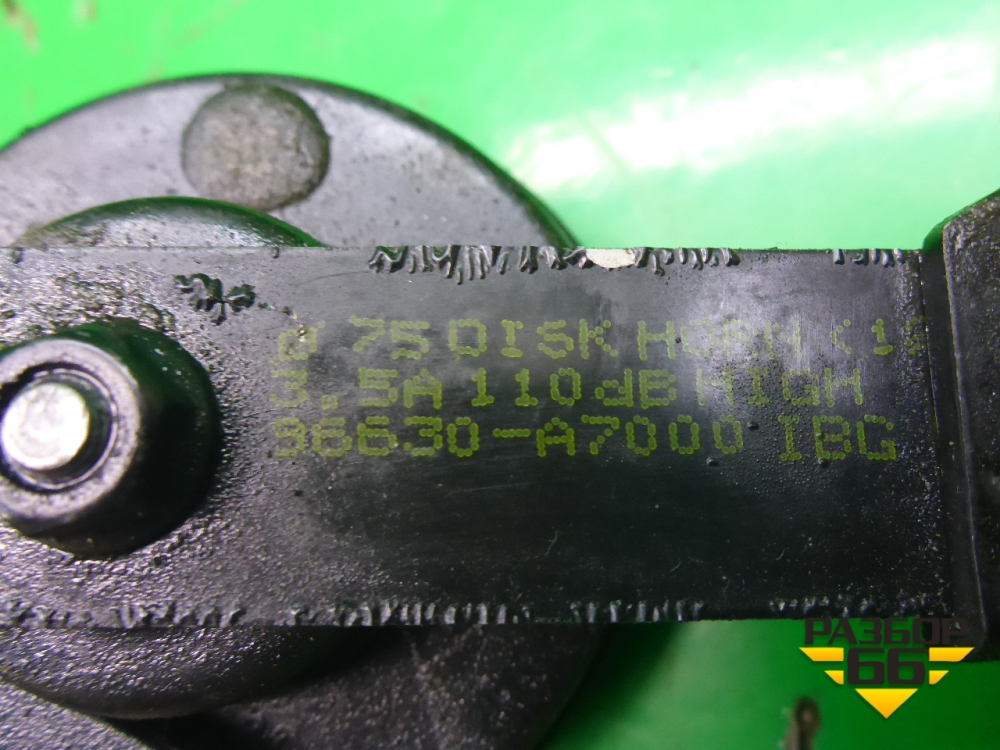 Ø 75 DISK HORN
3.5A 110dB HIGH
96630-A7000 IBG
РАЗБОР
66